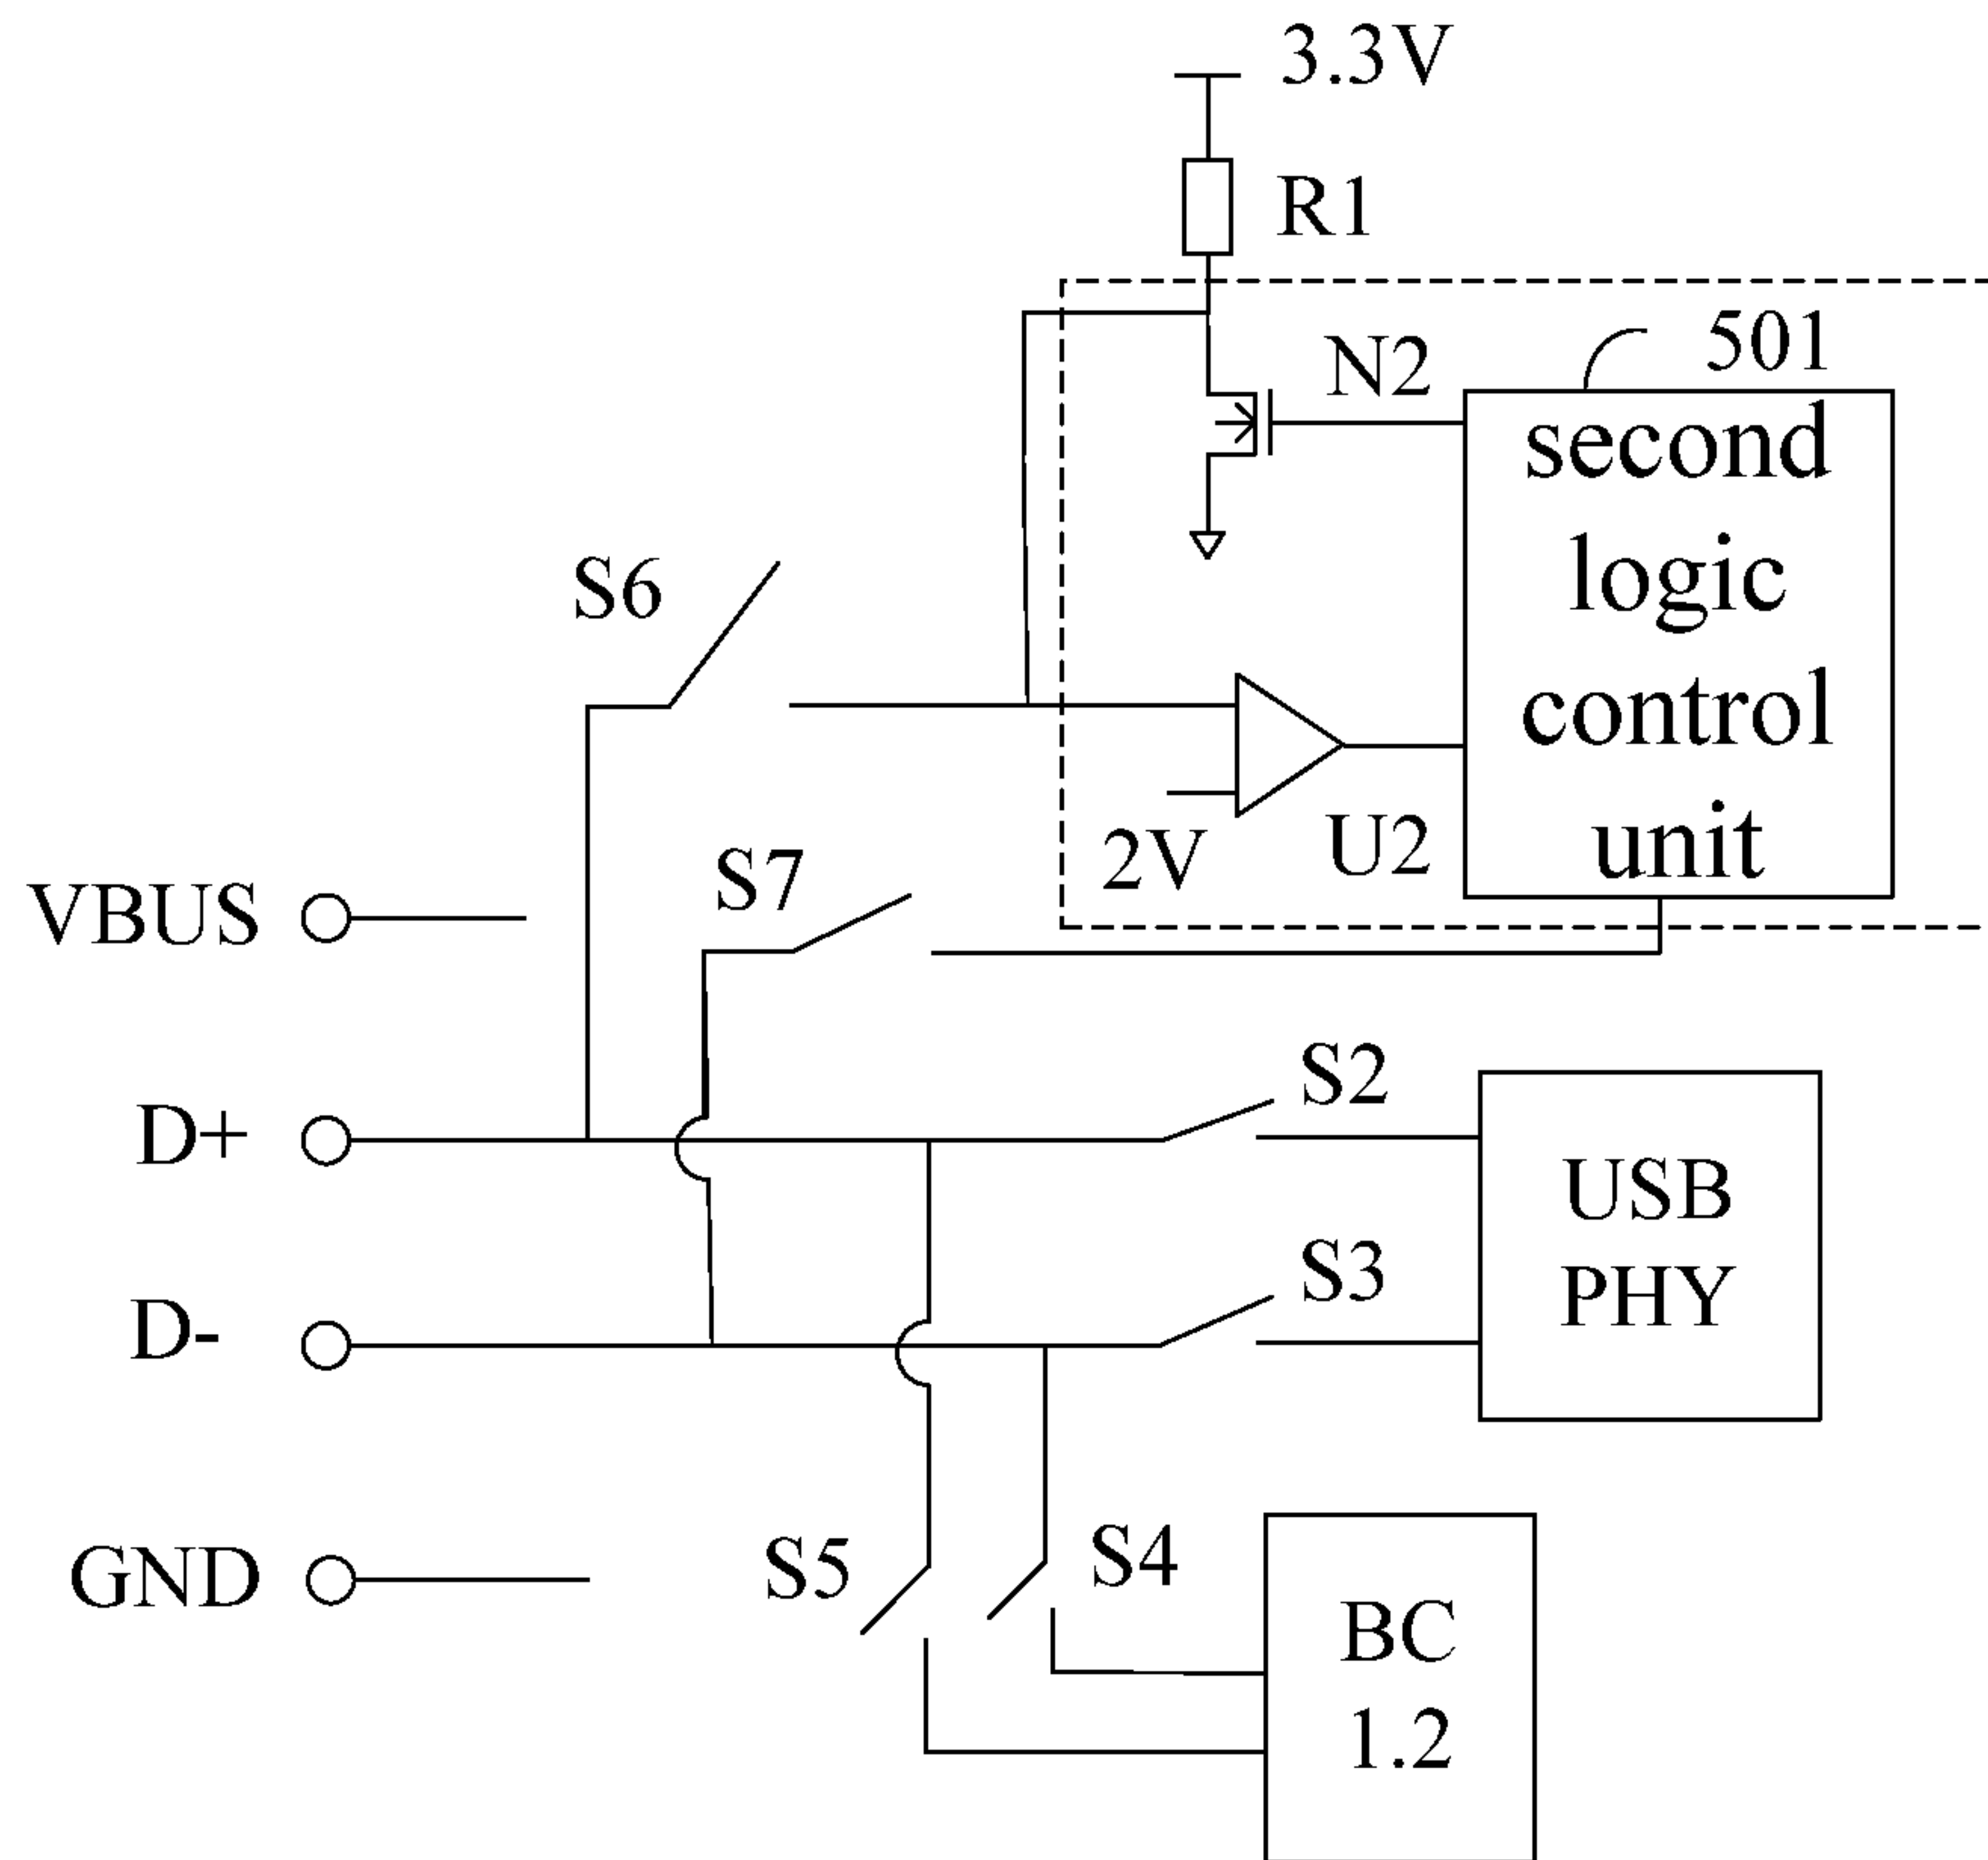 3.3V
R1
501
N2
second
logic
control
unit
S6
2V
U2
S7
VBUS
S2
D+
USB
PHY
S3
D-
S5
S4
GND
BC
1.2